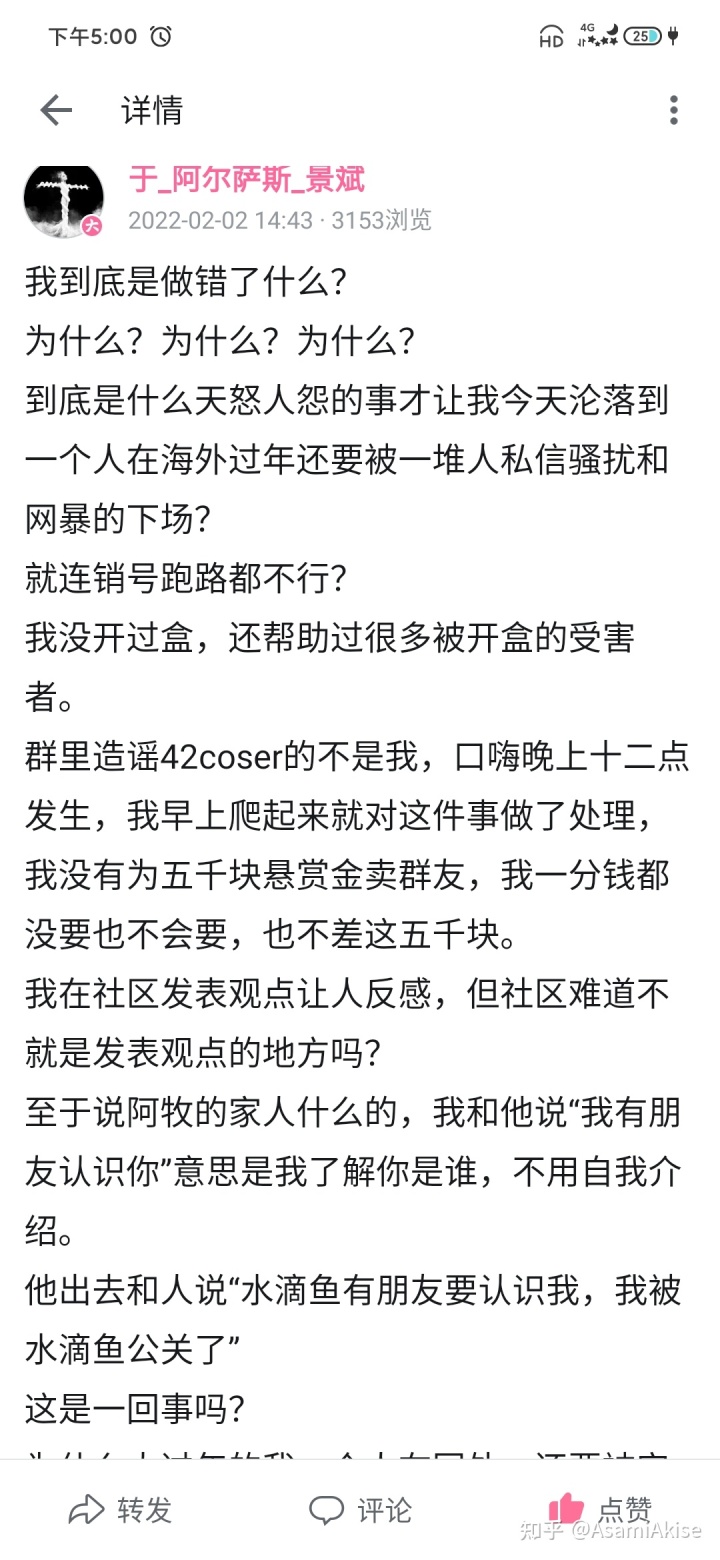 下午5:00
HD 4G 25
详情
于_阿尔萨斯_景斌
大
2022-02-02 14:43 · 3153浏览
我到底是做错了什么？
为什么？为什么？为什么？
到底是什么天怒人怨的事才让我今天沦落到
一个人在海外过年还要被一堆人私信骚扰和
网暴的下场？
就连销号跑路都不行？
我没开过盒，还帮助过很多被开盒的受害
者。
群里造谣42coser的不是我，口嗨晚上十二点
发生，我早上爬起来就对这件事做了处理，
我没有为五千块悬赏金卖群友，我一分钱都
没要也不会要，也不差这五千块。
我在社区发表观点让人反感，但社区难道不
就是发表观点的地方吗？
至于说阿牧的家人什么的，我和他说“我有朋
友认识你”意思是我了解你是谁，不用自我介
绍。
他出去和人说“水滴鱼有朋友要认识我，我被
水滴鱼公关了”
这是一回事吗？
转发
评论
点赞
知乎 @AsamiAkise